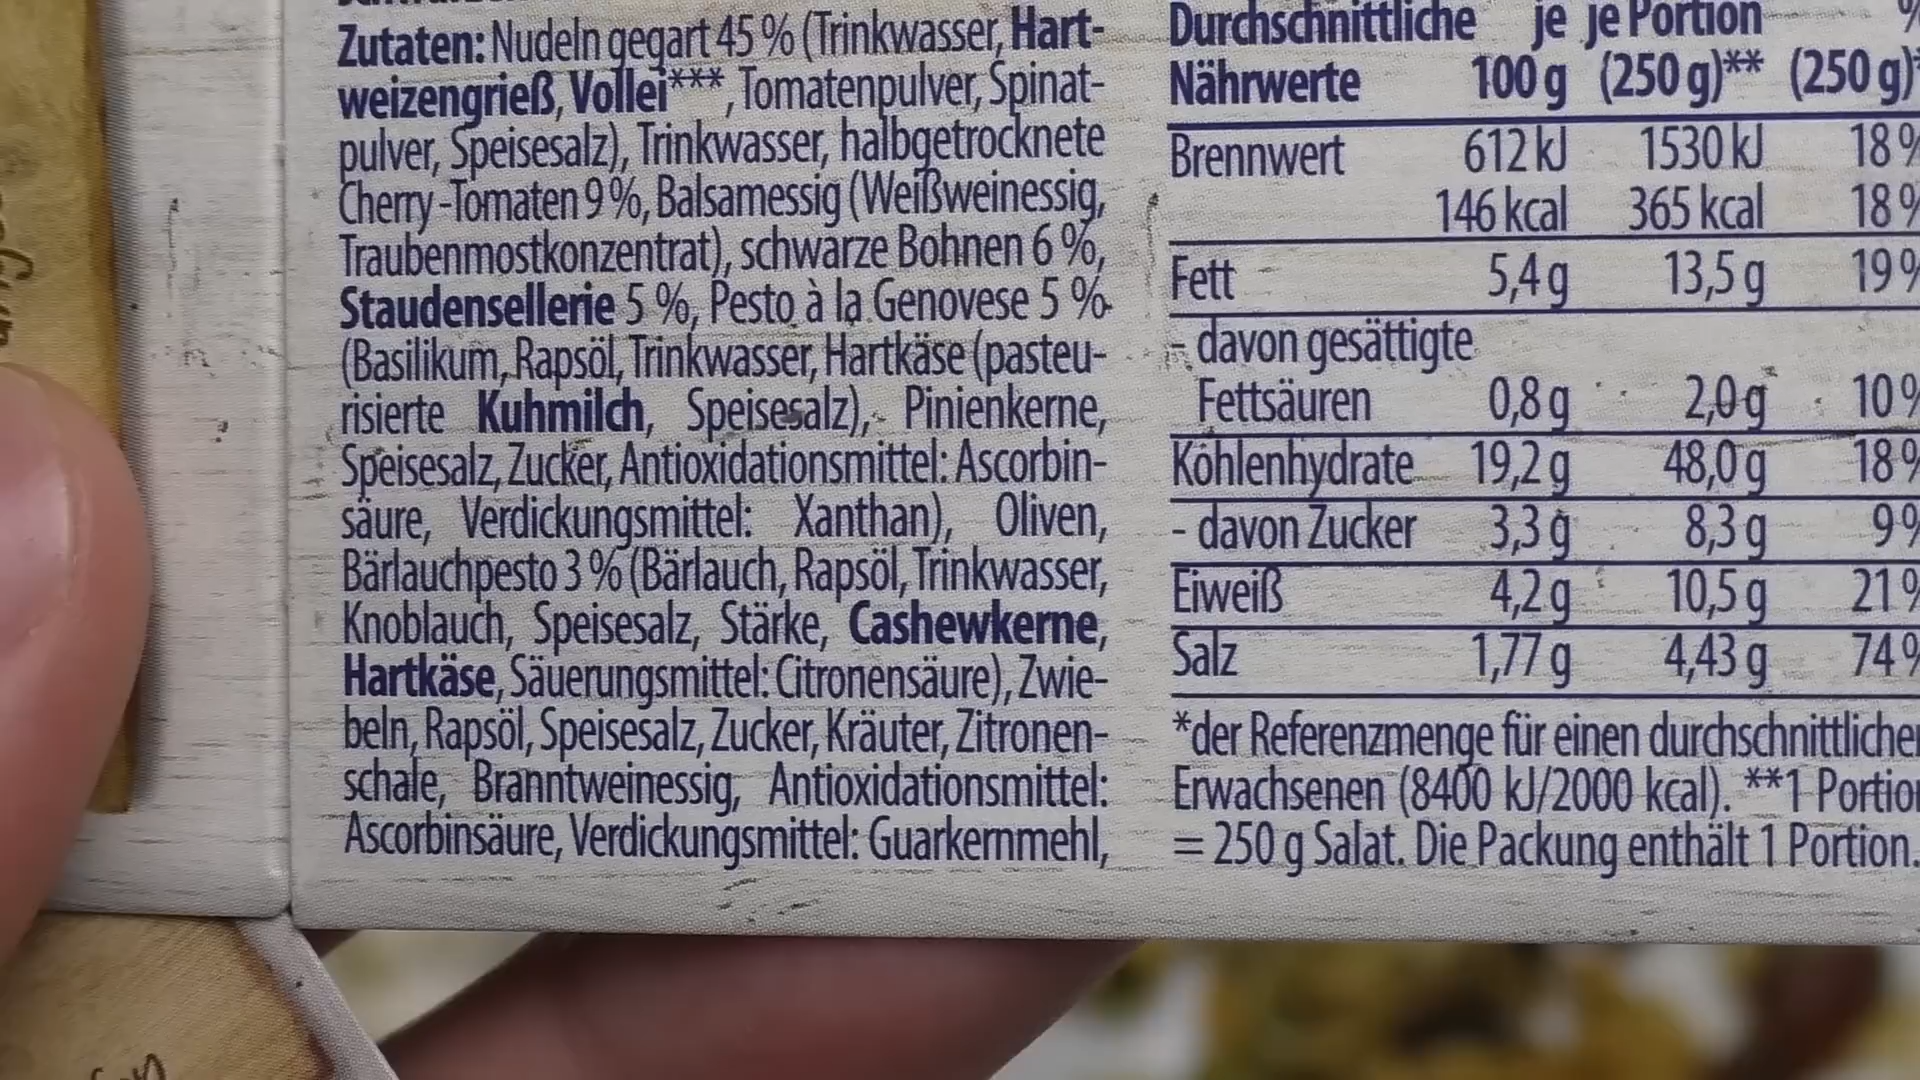 Zutaten: Nudeln gegart 45 % (Trinkwasser, Hart-
weizengrieß, Vollei***, Tomatenpulver, Spinat-
pulver, Speisesalz), Trinkwasser, halbgetrocknete
Cherry-Tomaten 9 %, Balsamessig (Weißweinessig,
Traubenmostkonzentrat), schwarze Bohnen 6 %,
Staudensellerie 5 %, Pesto à la Genovese 5 %
(Basilikum, Rapsöl, Trinkwasser, Hartkäse (pasteu-
risierte Kuhmilch, Speisesalz), Pinienkerne,
Speisesalz, Zucker, Antioxidationsmittel: Ascorbin-
säure, Verdickungsmittel: Xanthan), Oliven,
Bärlauchpesto 3 % (Bärlauch, Rapsöl, Trinkwasser,
Knoblauch, Speisesalz, Stärke, Cashewkerne,
Hartkäse, Säuerungsmittel: Citronensäure), Zwie-
beln, Rapsöl, Speisesalz, Zucker, Kräuter, Zitronen-
schale, Branntweinessig, Antioxidationsmittel:
Ascorbinsäure, Verdickungsmittel: Guarkernmehl,
Durchschnittliche je je Portion %
Nährwerte 100 g (250 g)** (250 g)*
Brennwert 612 kJ 1530 kJ 18 %
146 kcal 365 kcal 18 %
Fett 5,4 g 13,5 g 19 %
- davon gesättigte
Fettsäuren 0,8 g 2,0 g 10 %
Kohlenhydrate 19,2 g 48,0 g 18 %
- davon Zucker 3,3 g 8,3 g 9 %
Eiweiß 4,2 g 10,5 g 21 %
Salz 1,77 g 4,43 g 74 %
*der Referenzmenge für einen durchschnittlichen
Erwachsenen (8400 kJ/2000 kcal). **1 Portion
= 250 g Salat. Die Packung enthält 1 Portion.